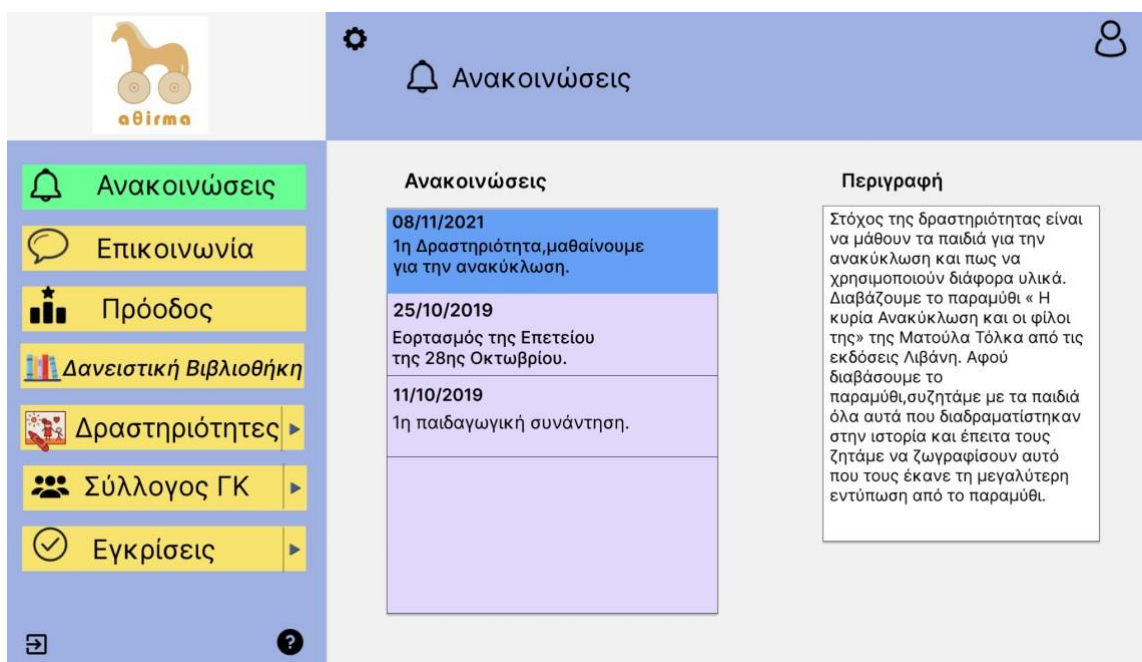 aθirma
Ανακοινώσεις
Ανακοινώσεις
Επικοινωνία
Πρόοδος
Δανειστική Βιβλιοθήκη
Δραστηριότητες
Σύλλογος ΓΚ
Εγκρίσεις
?
Ανακοινώσεις
08/11/2021
1η Δραστηριότητα,μαθαίνουμε
για την ανακύκλωση.
25/10/2019
Εορτασμός της Επετείου
της 28ης Οκτωβρίου.
11/10/2019
1η παιδαγωγική συνάντηση.
Περιγραφή
Στόχος της δραστηριότητας είναι
να μάθουν τα παιδιά για την
ανακύκλωση και πως να
χρησιμοποιούν διάφορα υλικά.
Διαβάζουμε το παραμύθι « Η
κυρία Ανακύκλωση και οι φίλοι
της» της Ματούλα Τόλκα από τις
εκδόσεις Λιβάνη. Αφού
διαβάσουμε το
παραμύθι,συζητάμε με τα παιδιά
όλα αυτά που διαδραματίστηκαν
στην ιστορία και έπειτα τους
ζητάμε να ζωγραφίσουν αυτό
που τους έκανε τη μεγαλύτερη
εντύπωση από το παραμύθι.